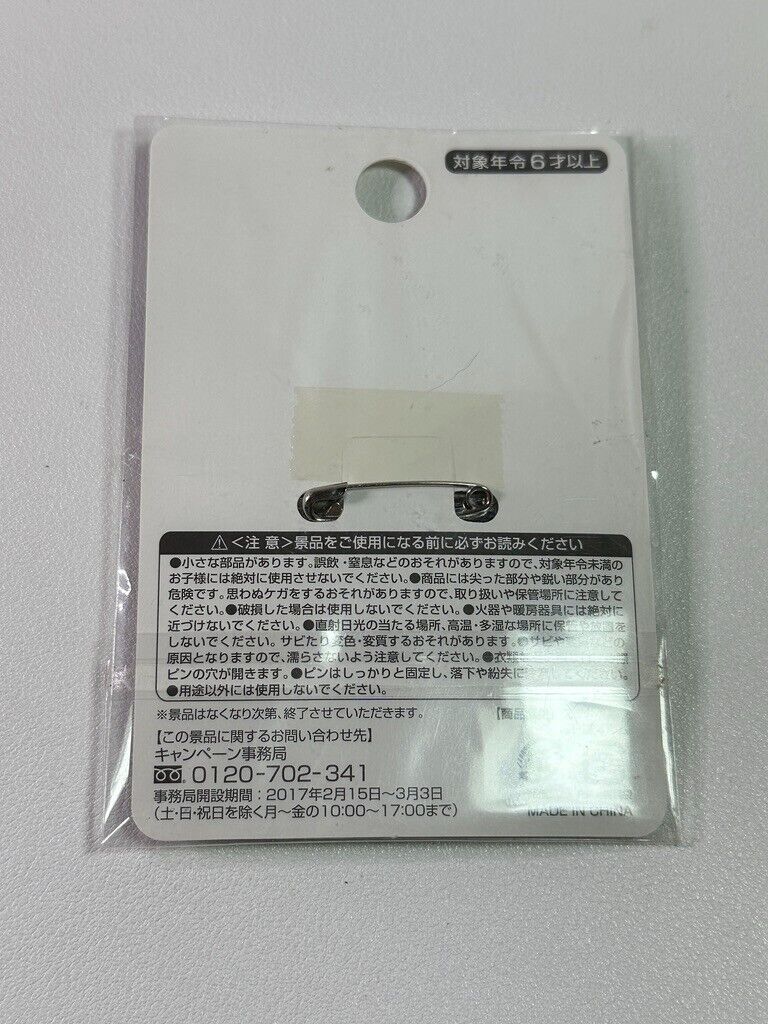 対象年令6才以上
⚠<注 意>景品をご使用になる前に必ずお読みください
●小さな部品があります。誤飲・窒息などのおそれがありますので、対象年令未満の
お子様には絶対に使用させないでください。●商品には尖った部分や鋭い部分があり
危険です。思わぬケガをするおそれがありますので、取り扱いや保管場所に注意して
ください。●破損した場合は使用しないでください。●火器や暖房器具には絶対に
近づけないでください。●直射日光の当たる場所、高温・多湿な場所に保
しないでください。サビたり変色・変質するおそれがあります。●サビや
原因となりますので、濡らさないよう注意してください。●衣類
ピンの穴が開きます。●ピンはしっかりと固定し、落下や紛失に ください。
●用途以外には使用しないでください。
※景品はなくなり次第、終了させていただきます。
【この景品に関するお問い合わせ先】
キャンペーン事務局
0120-702-341
事務局開設期間：2017年2月15日～3月3日
（土・日・祝日を除く月～金の10:00～17:00まで）
MADE IN CHINA